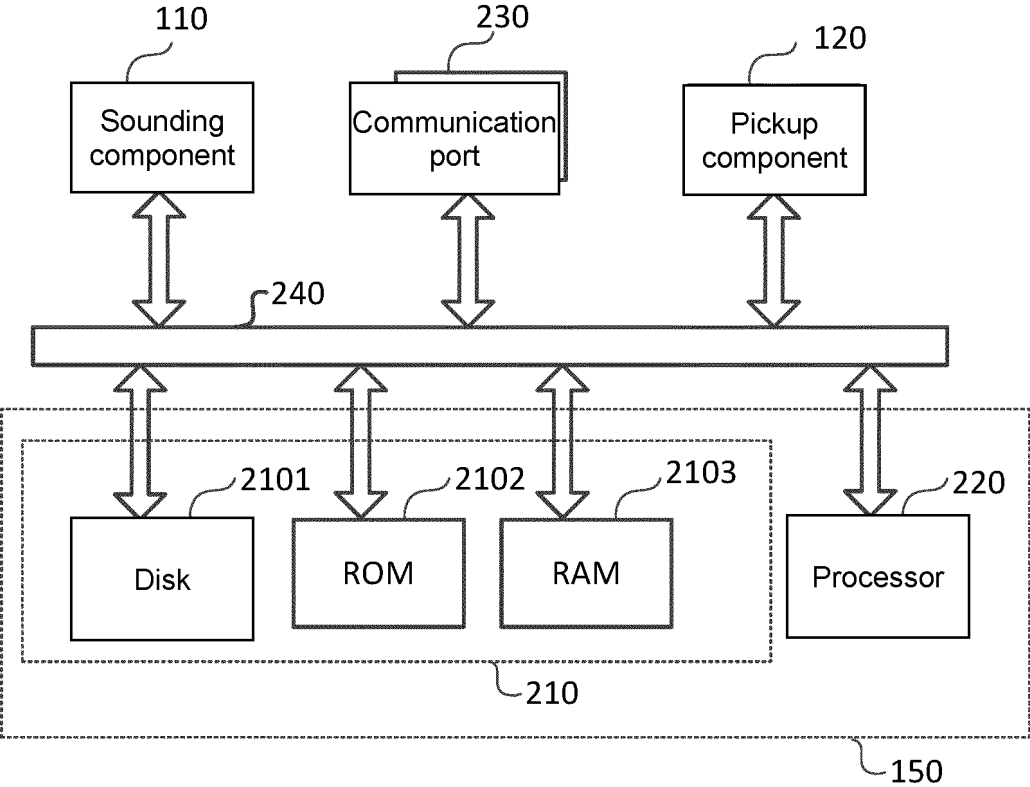 110
230
120
Sounding
component
Communication
port
Pickup
component
240
2101
2102
2103
220
Disk
ROM
RAM
Processor
210
150